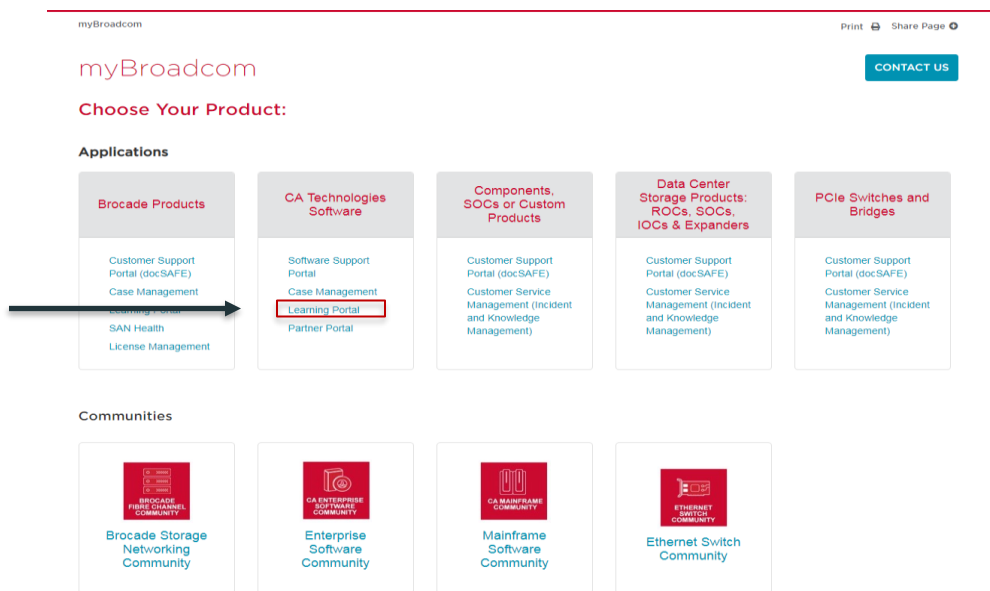 myBroadcom
Print
Share Page
myBroadcom
CONTACT US
Choose Your Product:
Applications
Brocade Products
Customer Support
Portal (docSAFE)
Case Management
Learning Portal
SAN Health
License Management
CA Technologies
Software
Software Support
Portal
Case Management
Learning Portal
Partner Portal
Components,
SOCs or Custom
Products
Customer Support
Portal (docSAFE)
Customer Service
Management (Incident
and Knowledge
Management)
Data Center
Storage Products:
ROCs, SOCs,
IOCs & Expanders
Customer Support
Portal (docSAFE)
Customer Service
Management (Incident
and Knowledge
Management)
PCIe Switches and
Bridges
Customer Support
Portal (docSAFE)
Customer Service
Management (Incident
and Knowledge
Management)
Communities
BROCADE
FIBRE CHANNEL
COMMUNITY
Brocade Storage
Networking
Community
CA ENTERPRISE
SOFTWARE
COMMUNITY
Enterprise
Software
Community
CA MAINFRAME
COMMUNITY
Mainframe
Software
Community
ETHERNET
SWITCH
COMMUNITY
Ethernet Switch
Community